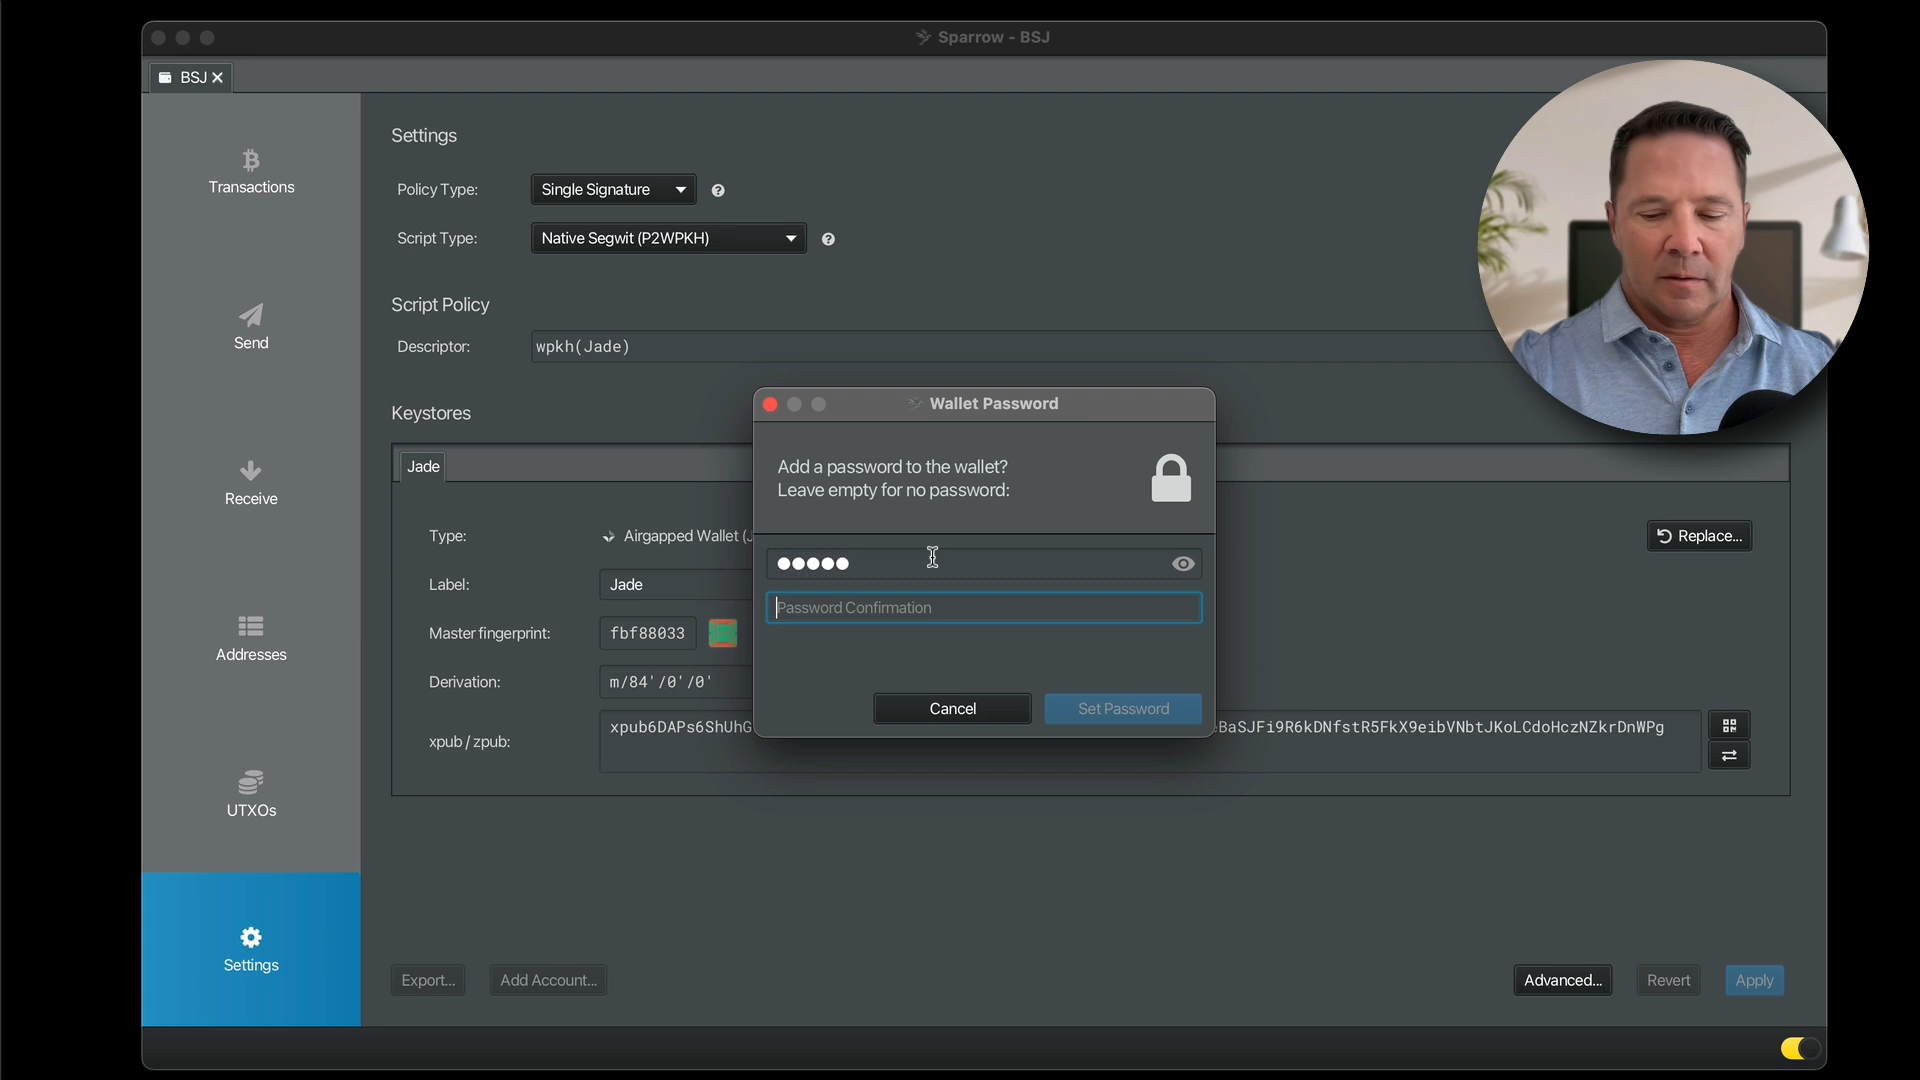 Sparrow - BSJ
BSJ
Transactions
Send
Receive
Addresses
UTXOs
Settings
Settings
Policy Type:
Single Signature
Script Type:
Native Segwit (P2WPKH)
Script Policy
Descriptor:
wpkh(Jade)
Keystores
Jade
Type:
Airgapped Wallet (J
Replace...
Label:
Jade
Master fingerprint:
fbf88033
Derivation:
m/84'/0'/0'
xpub / zpub:
xpub6DAPs6ShUhG
BaSJFi9R6kDNfstR5FkX9eibVNbtJKoLCdoHczNZkrDnWPg
Wallet Password
Add a password to the wallet?
Leave empty for no password:
Password Confirmation
Cancel
Set Password
Export...
Add Account...
Advanced...
Revert
Apply